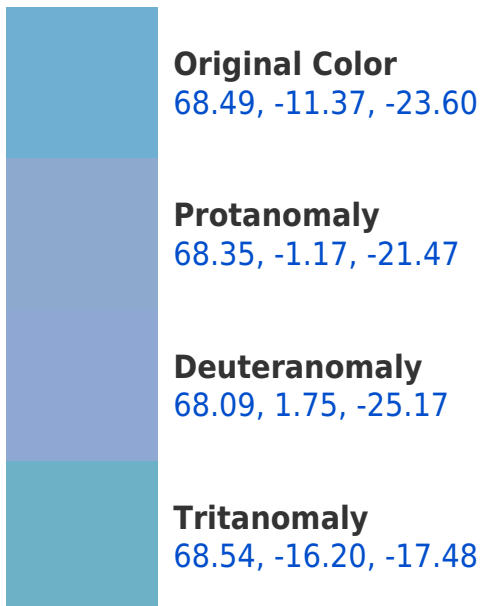 Original Color
68.49, -11.37, -23.60
Protanomaly
68.35, -1.17, -21.47
Deuteranomaly
68.09, 1.75, -25.17
Tritanomaly
68.54, -16.20, -17.48